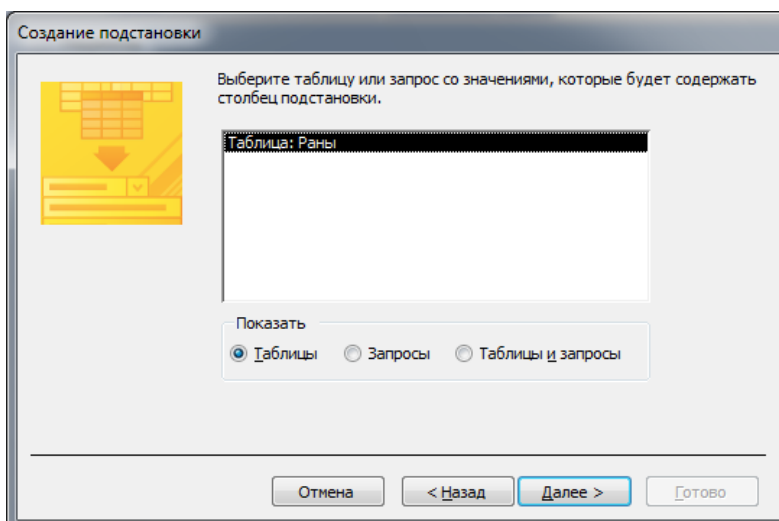 Создание подстановки
Выберите таблицу или запрос со значениями, которые будет содержать
столбец подстановки.
Таблица: Раны
Показать
Таблицы Запросы Таблицы и запросы
Отмена < Назад Далее > Готово